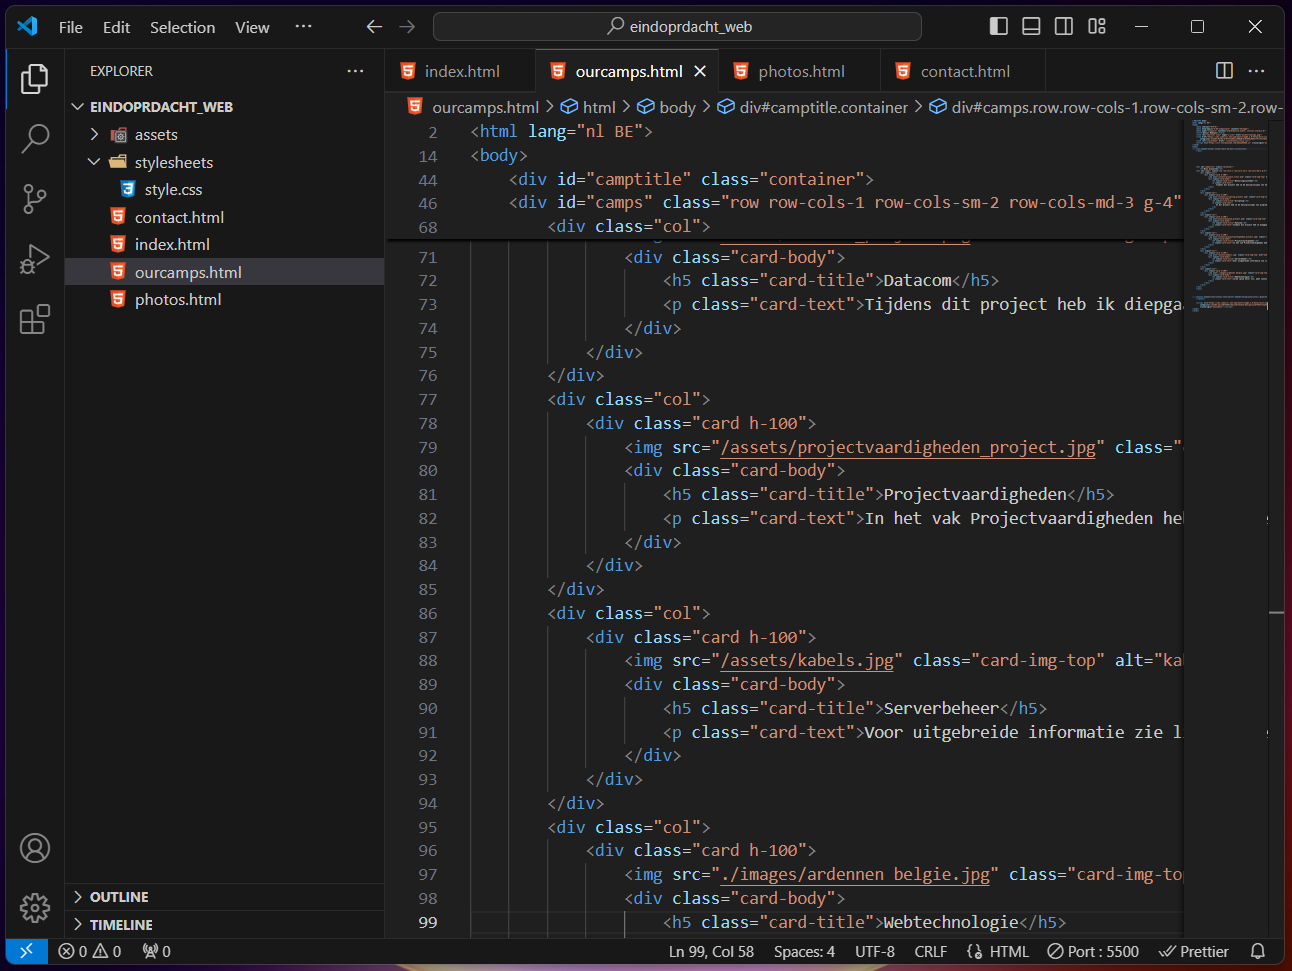 File Edit Selection View ··· eindoprdacht_web
EXPLORER ···
EINDOPRDACHT_WEB
assets
stylesheets
style.css
contact.html
index.html
ourcamps.html
photos.html
OUTLINE
TIMELINE
index.html ourcamps.html photos.html contact.html ···
ourcamps.html > html > body > div#camptitle.container > div#camps.row.row-cols-1.row-cols-sm-2.row-
2 <html lang="nl BE">
14 <body>
44 <div id="camptitle" class="container">
46 <div id="camps" class="row row-cols-1 row-cols-sm-2 row-cols-md-3 g-4"
68 <div class="col">
71 <div class="card-body">
72 <h5 class="card-title">Datacom</h5>
73 <p class="card-text">Tijdens dit project heb ik diepga
74 </div>
75 </div>
76 </div>
77 <div class="col">
78 <div class="card h-100">
79 <img src="/assets/projectvaardigheden_project.jpg" class="
80 <div class="card-body">
81 <h5 class="card-title">Projectvaardigheden</h5>
82 <p class="card-text">In het vak Projectvaardigheden he
83 </div>
84 </div>
85 </div>
86 <div class="col">
87 <div class="card h-100">
88 <img src="/assets/kabels.jpg" class="card-img-top" alt="ka
89 <div class="card-body">
90 <h5 class="card-title">Serverbeheer</h5>
91 <p class="card-text">Voor uitgebreide informatie zie l
92 </div>
93 </div>
94 </div>
95 <div class="col">
96 <div class="card h-100">
97 <img src="./images/ardennen belgie.jpg" class="card-img-to
98 <div class="card-body">
99 <h5 class="card-title">Webtechnologie</h5>
0 0 0 Ln 99, Col 58 Spaces: 4 UTF-8 CRLF HTML Port : 5500 Prettier